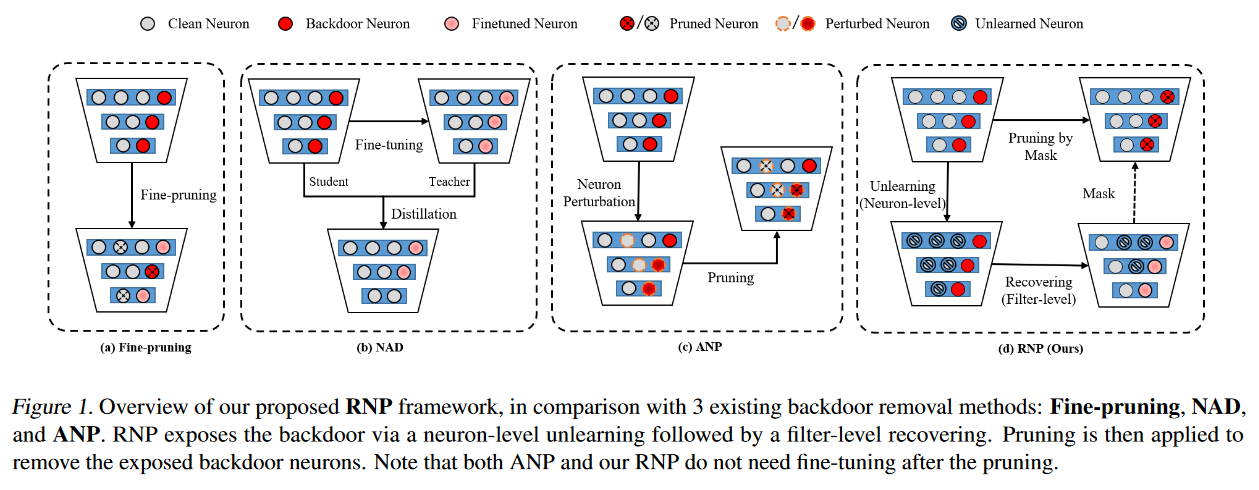 Clean Neuron Backdoor Neuron Finetuned Neuron / Pruned Neuron / Perturbed Neuron Unlearned Neuron
Fine-pruning
(a) Fine-pruning
Fine-tuning
Student
Teacher
Distillation
(b) NAD
Neuron
Perturbation
Pruning
(c) ANP
Pruning by
Mask
Unlearning
(Neuron-level)
Mask
Recovering
(Filter-level)
(d) RNP (Ours)
Figure 1. Overview of our proposed RNP framework, in comparison with 3 existing backdoor removal methods: Fine-pruning, NAD,
and ANP. RNP exposes the backdoor via a neuron-level unlearning followed by a filter-level recovering. Pruning is then applied to
remove the exposed backdoor neurons. Note that both ANP and our RNP do not need fine-tuning after the pruning.